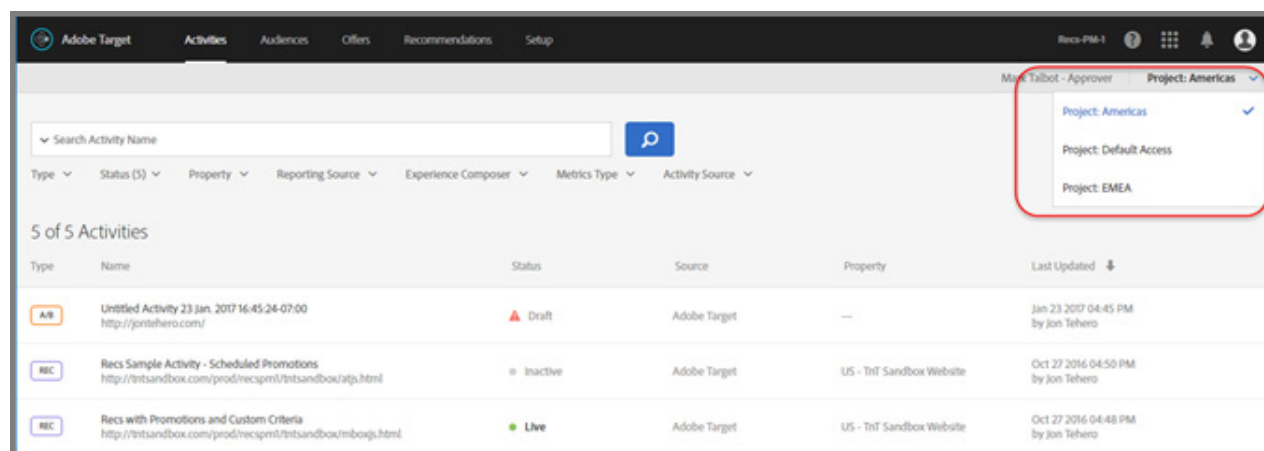 Adobe Target Activities Audiences Offers Recommendations Setup Recs-PM-1
Mark Talbot - Approver Project: Americas
Project: Americas
Search Activity Name
Project: Default Access
Type Status (5) Property Reporting Source Experience Composer Metrics Type Activity Source
Project: EMEA
5 of 5 Activities
Type Name Status Source Property Last Updated
A/B Untitled Activity 23 Jan. 2017 16:45:24-07:00 Draft Adobe Target — Jan 23 2017 04:45 PM
http://jontehero.com/ by Jon Tehero
REC Recs Sample Activity - Scheduled Promotions Inactive Adobe Target US - TnT Sandbox Website Oct 27 2016 04:50 PM
http://tntsandbox.com/prod/recspm1/tntsandbox/atjs.html by Jon Tehero
REC Recs with Promotions and Custom Criteria Live Adobe Target US - TnT Sandbox Website Oct 27 2016 04:48 PM
http://tntsandbox.com/prod/recspm1/tntsandbox/mboxjs.html by Jon Tehero